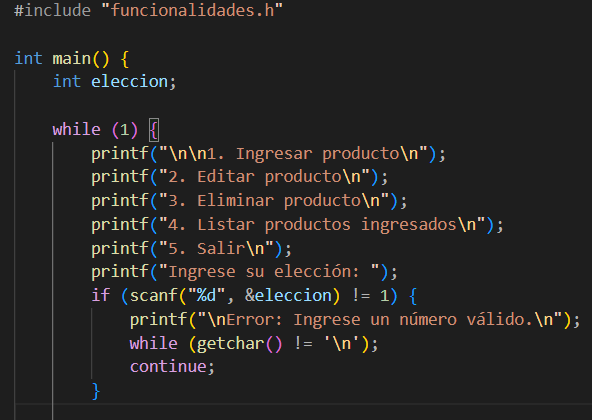 #include "funcionalidades.h"
int main() {
int eleccion;
while (1) {
printf("\n\n1. Ingresar producto\n");
printf("2. Editar producto\n");
printf("3. Eliminar producto\n");
printf("4. Listar productos ingresados\n");
printf("5. Salir\n");
printf("Ingrese su elección: ");
if (scanf("%d", &eleccion) != 1) {
printf("\nError: Ingrese un número válido.\n");
while (getchar() != '\n');
continue;
}